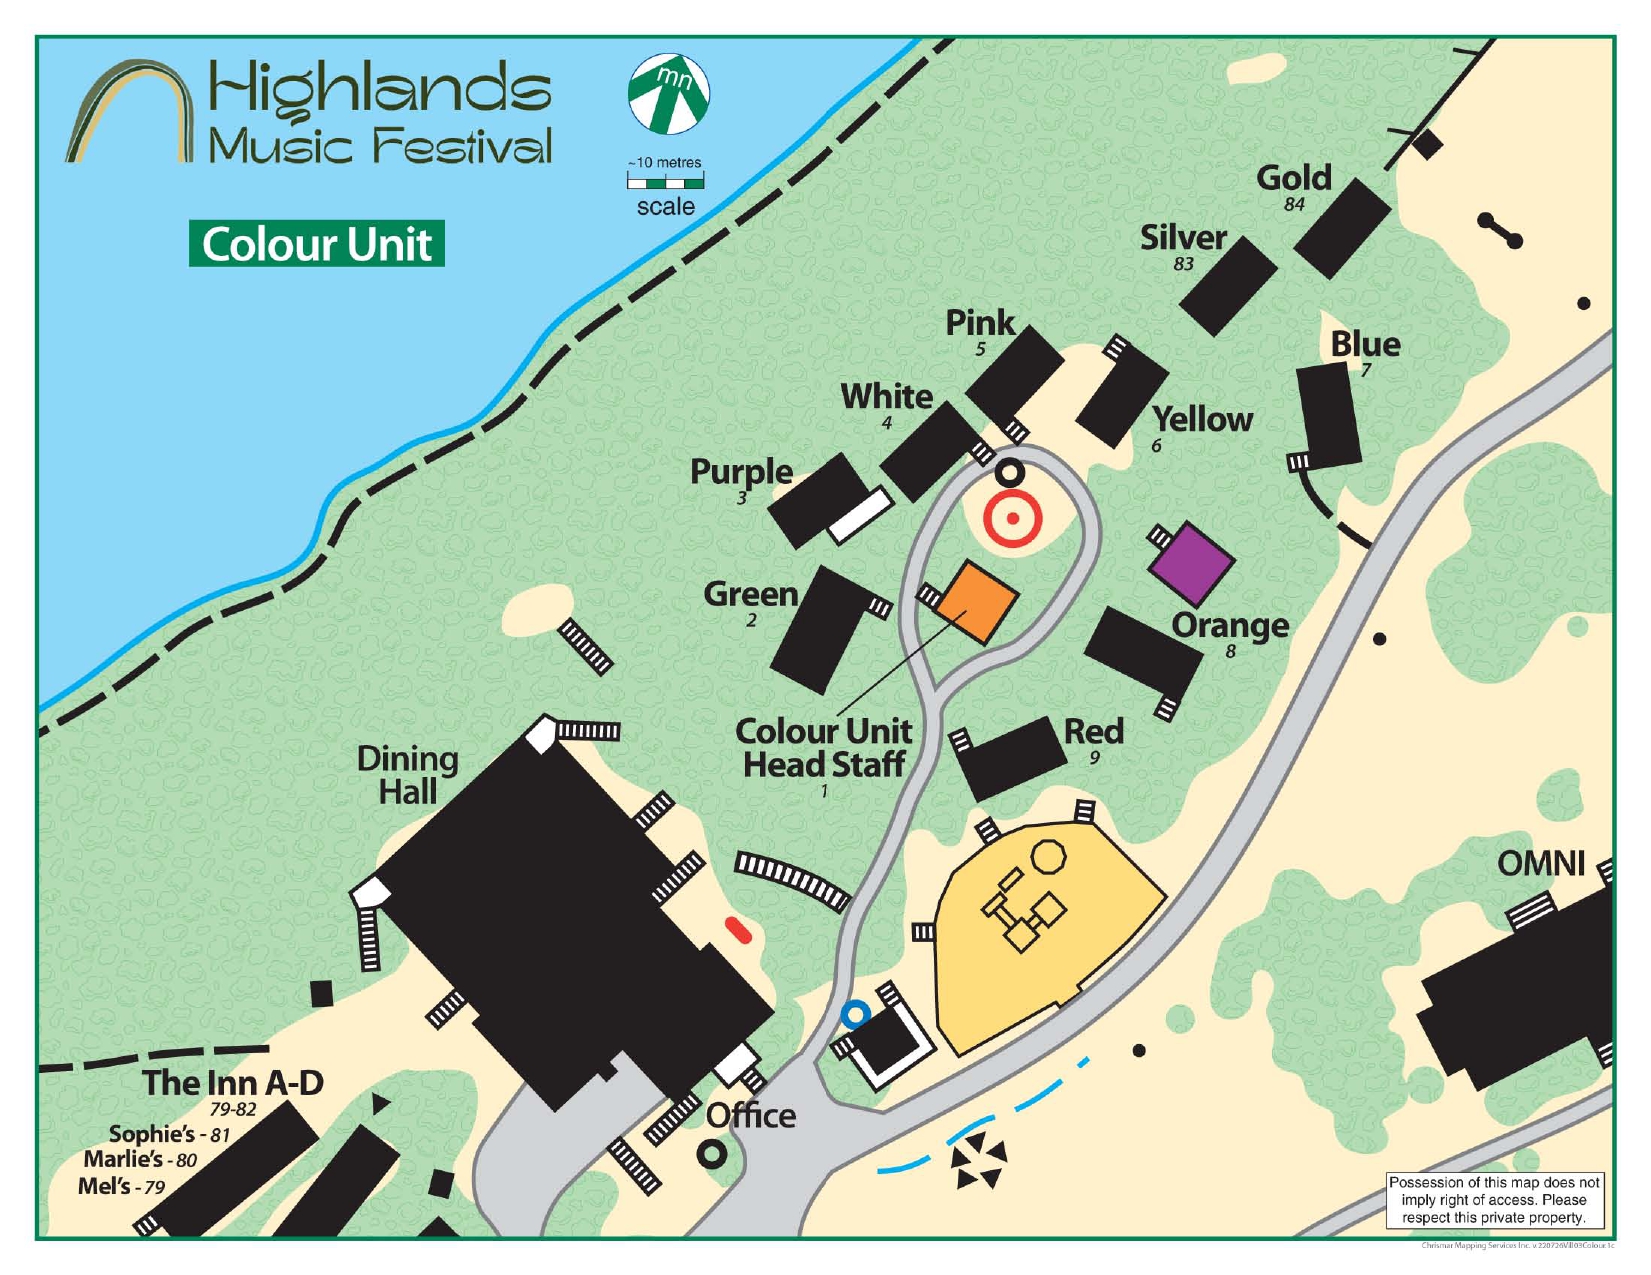 Highlands
Music Festival
mn
~10 metres
scale
Colour Unit
Gold
84
Silver
83
Pink
5
Blue
7
White
4
Yellow
6
Purple
3
Green
2
Orange
8
Colour Unit
Head Staff
1
Red
9
Dining
Hall
OMNI
The Inn A-D
79-82
Sophie's - 81
Marlie's - 80
Mel's - 79
Office
Possession of this map does not
imply right of access. Please
respect this private property.
Chrismar Mapping Services Inc. v.220726Vill03Colour1c